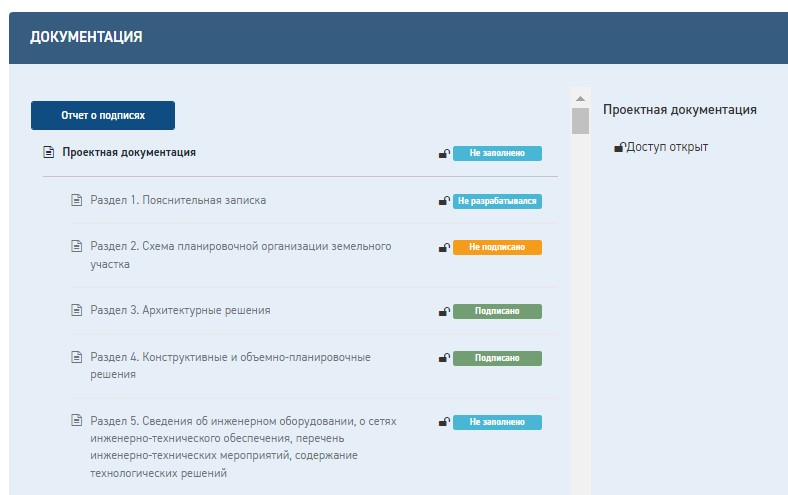 ДОКУМЕНТАЦИЯ
Отчет о подписях
Проектная документация
Не заполнено
Раздел 1. Пояснительная записка
Не разрабатывался
Раздел 2. Схема планировочной организации земельного
участка
Не подписано
Раздел 3. Архитектурные решения
Подписано
Раздел 4. Конструктивные и объемно-планировочные
решения
Подписано
Раздел 5. Сведения об инженерном оборудовании, о сетях
инженерно-технического обеспечения, перечень
инженерно-технических мероприятий, содержание
технологических решений
Не заполнено
Проектная документация
Доступ открыт